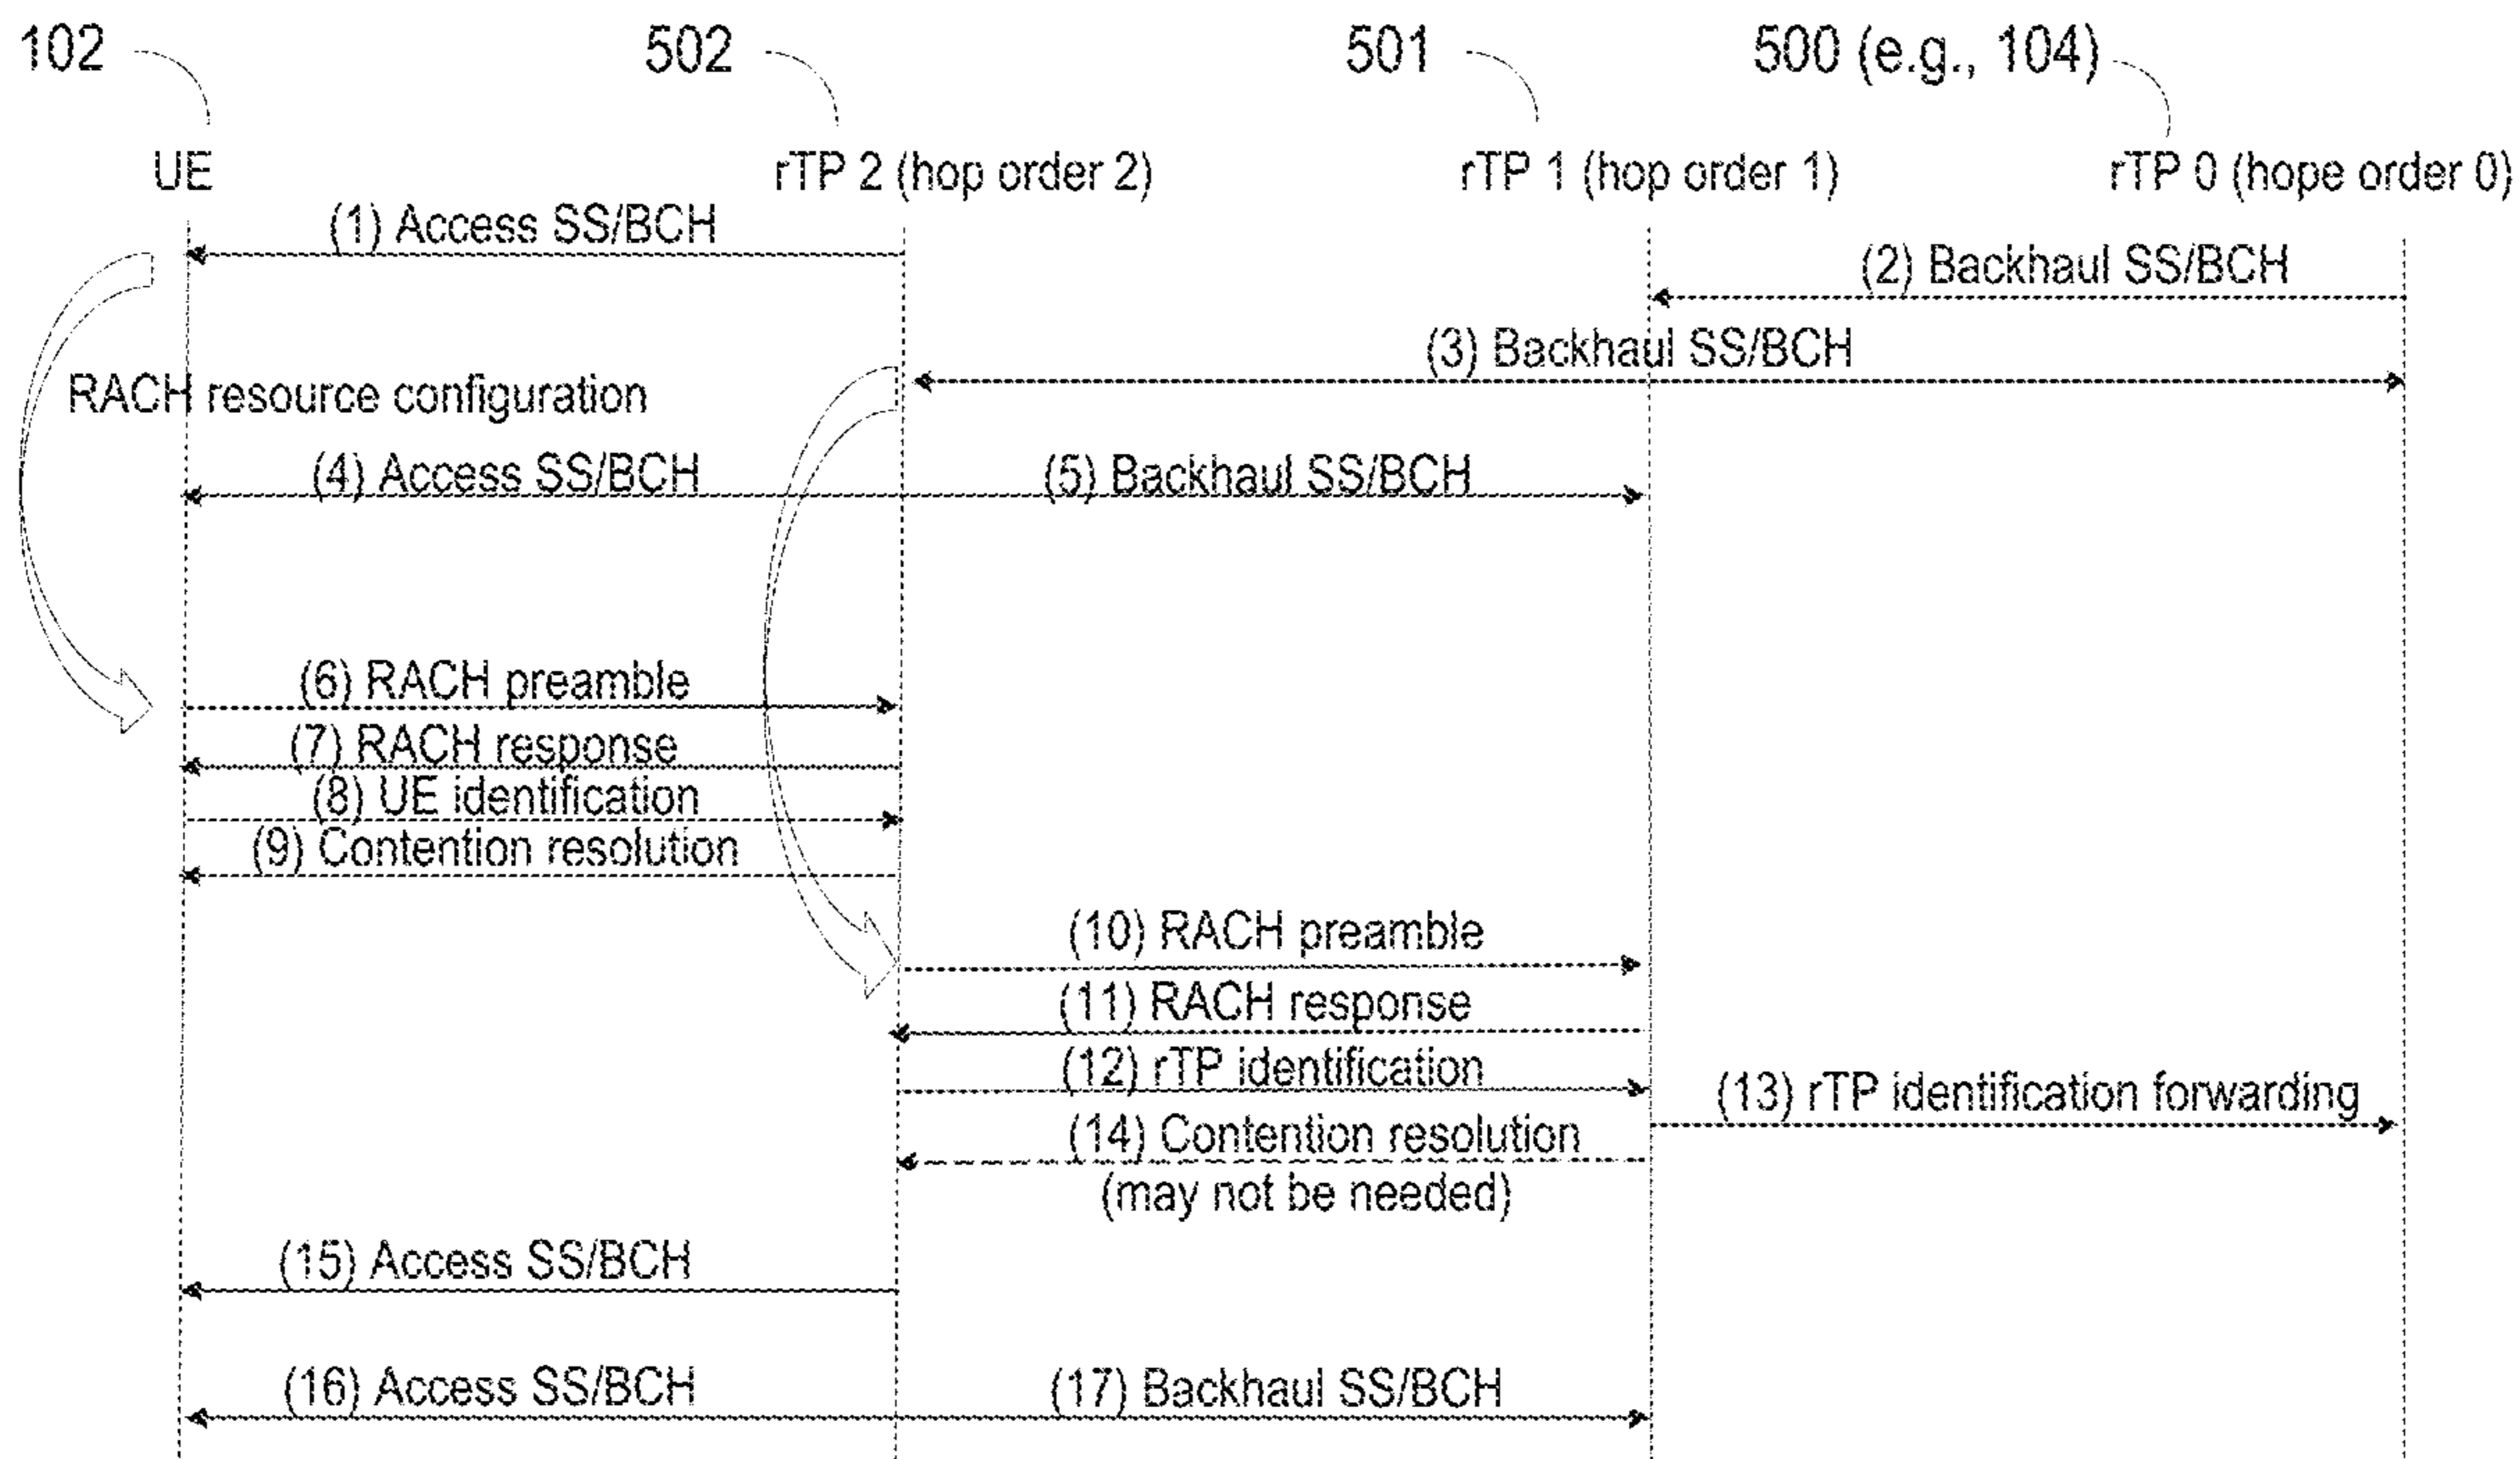 102
502
501
500 (e.g., 104)
UE
rTP 2 (hop order 2)
rTP 1 (hop order 1)
rTP 0 (hope order 0)
(1) Access SS/BCH
(2) Backhaul SS/BCH
(3) Backhaul SS/BCH
RACH resource configuration
(4) Access SS/BCH
(5) Backhaul SS/BCH
(6) RACH preamble
(7) RACH response
(8) UE identification
(9) Contention resolution
(10) RACH preamble
(11) RACH response
(12) rTP identification
(13) rTP identification forwarding
(14) Contention resolution
(may not be needed)
(15) Access SS/BCH
(16) Access SS/BCH
(17) Backhaul SS/BCH